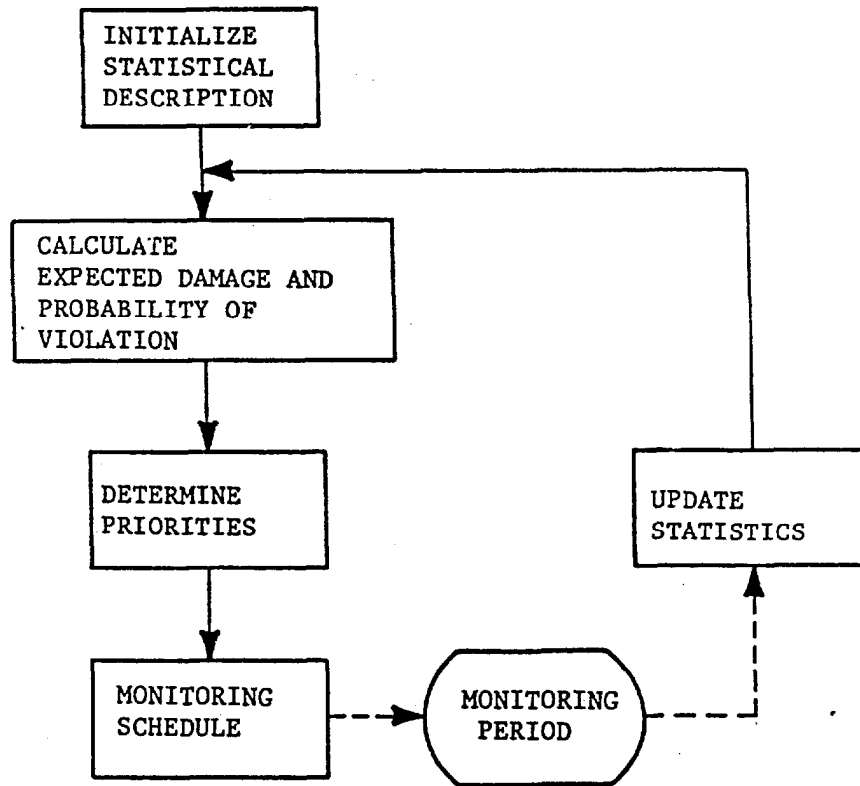 INITIALIZE
STATISTICAL
DESCRIPTION
CALCULATE
EXPECTED DAMAGE AND
PROBABILITY OF
VIOLATION
DETERMINE
PRIORITIES
UPDATE
STATISTICS
MONITORING
SCHEDULE
MONITORING
PERIOD